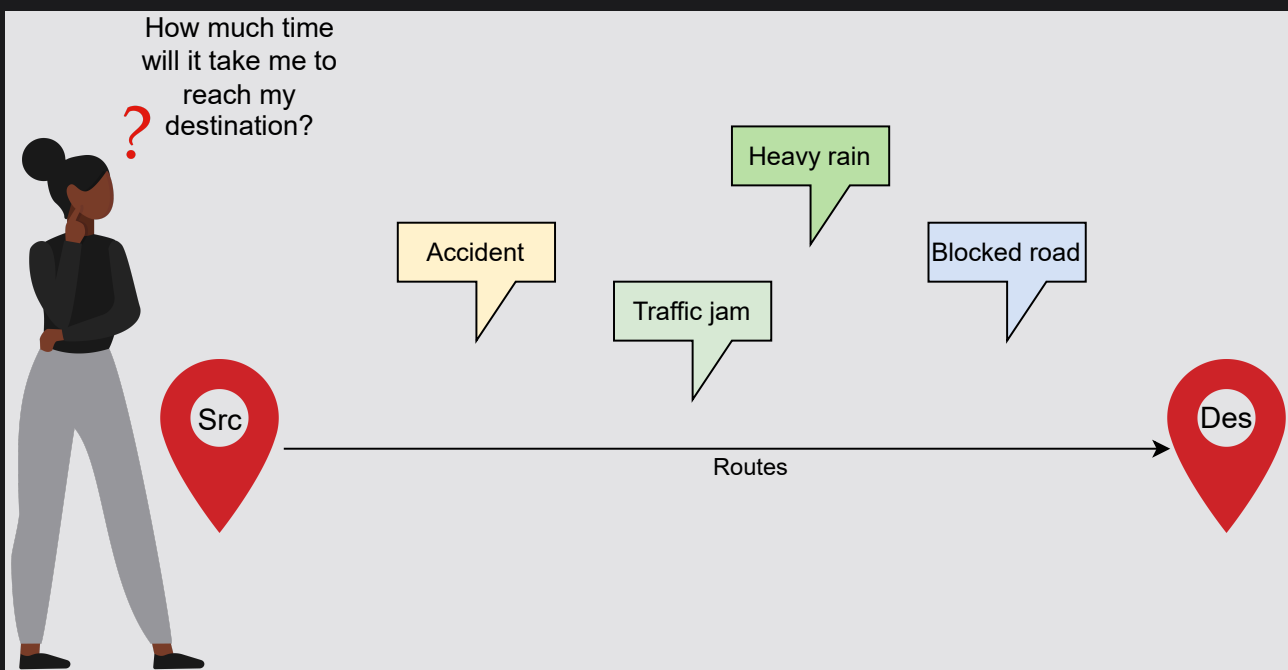 How much time
will it take me to
reach my
destination?
?
Heavy rain
Accident
Blocked road
Traffic jam
Src
Des
Routes